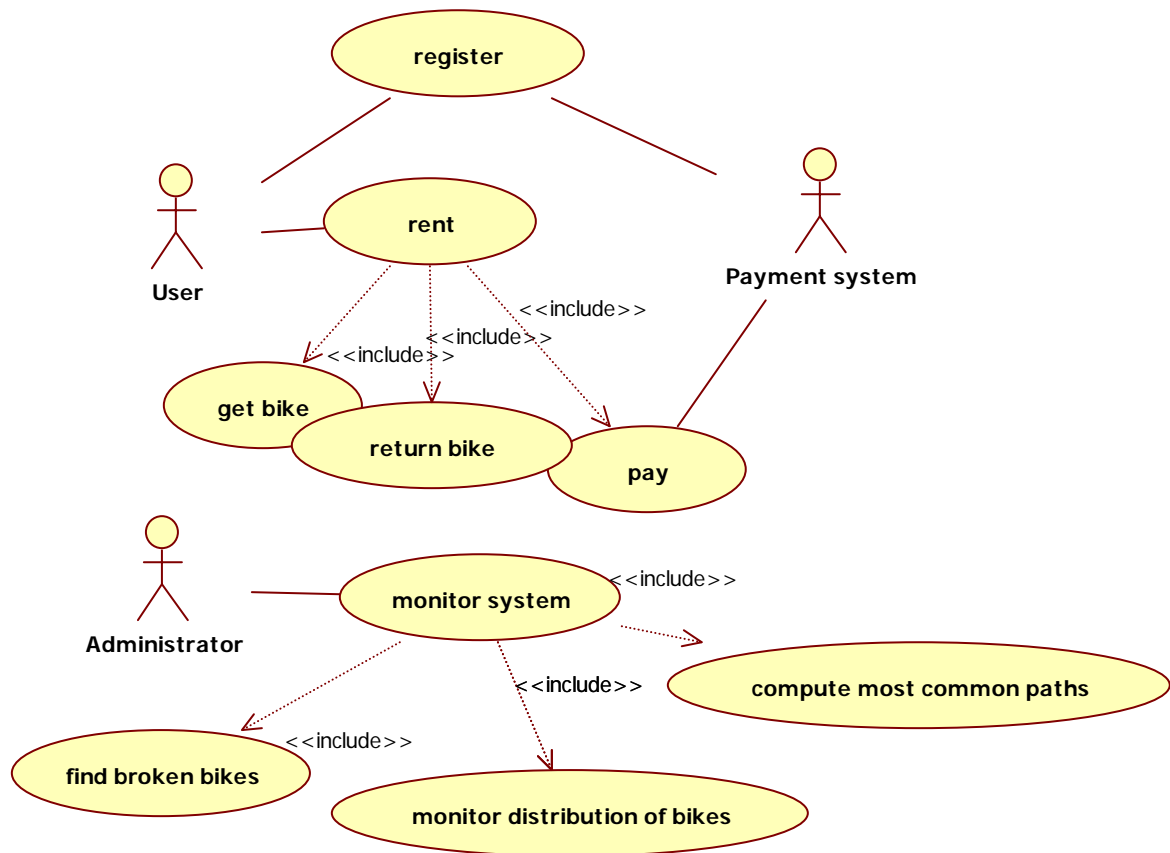 register
rent
User
Payment system
<<include>>
<<include>>
<<include>>
get bike
return bike
pay
Administrator
monitor system
<<include>>
compute most common paths
<<include>>
<<include>>
find broken bikes
monitor distribution of bikes